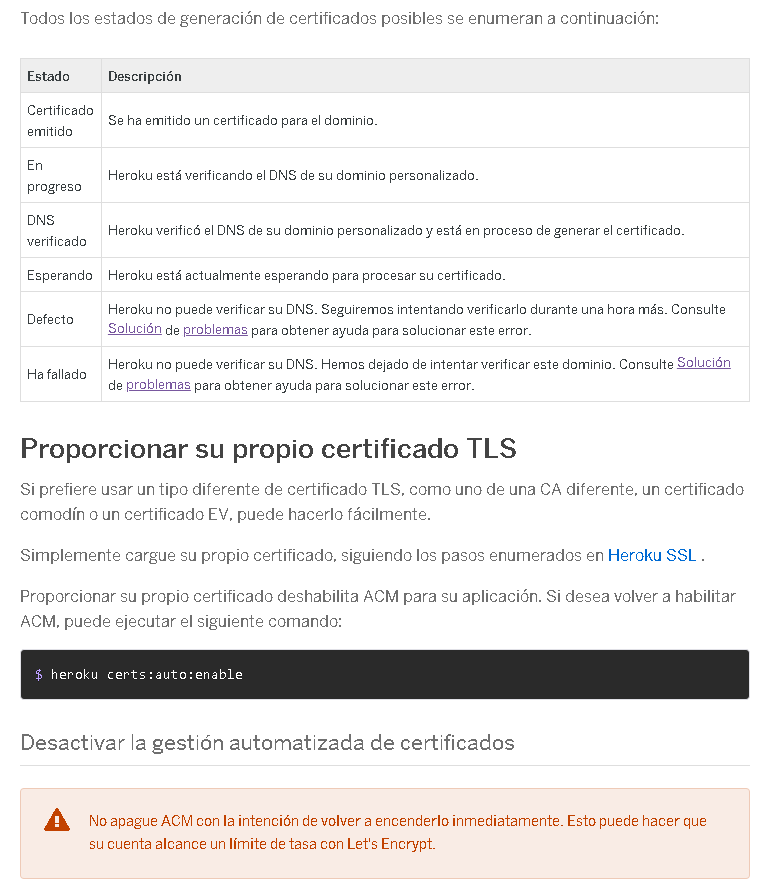 Todos los estados de generación de certificados posibles se enumeran a continuación:
Estado
Descripción
Certificado
emitido
Se ha emitido un certificado para el dominio.
En
progreso
Heroku está verificando el DNS de su dominio personalizado.
DNS
verificado
Heroku verificó el DNS de su dominio personalizado y está en proceso de generar el certificado.
Esperando
Heroku está actualmente esperando para procesar su certificado.
Defecto
Heroku no puede verificar su DNS. Seguiremos intentando verificarlo durante una hora más. Consulte
Solución de problemas para obtener ayuda para solucionar este error.
Ha fallado
Heroku no puede verificar su DNS. Hemos dejado de intentar verificar este dominio. Consulte Solución
de problemas para obtener ayuda para solucionar este error.
Proporcionar su propio certificado TLS
Si prefiere usar un tipo diferente de certificado TLS, como uno de una CA diferente, un certificado
comodín o un certificado EV, puede hacerlo fácilmente.
Simplemente cargue su propio certificado, siguiendo los pasos enumerados en Heroku SSL .
Proporcionar su propio certificado deshabilita ACM para su aplicación. Si desea volver a habilitar
ACM, puede ejecutar el siguiente comando:
$ heroku certs:auto:enable
Desactivar la gestión automatizada de certificados
No apague ACM con la intención de volver a encenderlo inmediatamente. Esto puede hacer que
su cuenta alcance un límite de tasa con Let's Encrypt.